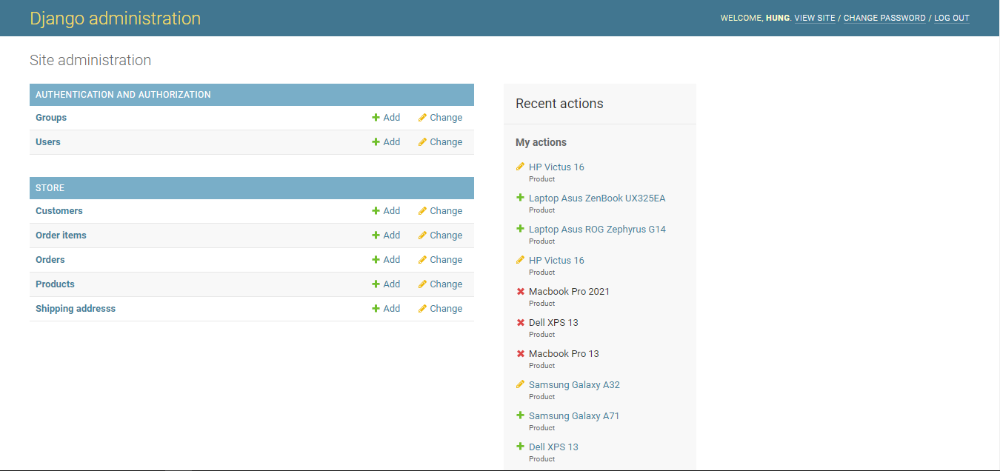 Django administration
WELCOME, HUNG. VIEW SITE / CHANGE PASSWORD / LOG OUT
Site administration
AUTHENTICATION AND AUTHORIZATION
Groups Add Change
Users Add Change
STORE
Customers Add Change
Order items Add Change
Orders Add Change
Products Add Change
Shipping addresss Add Change
Recent actions
My actions
HP Victus 16
Product
Laptop Asus ZenBook UX325EA
Product
Laptop Asus ROG Zephyrus G14
Product
HP Victus 16
Product
Macbook Pro 2021
Product
Dell XPS 13
Product
Macbook Pro 13
Product
Samsung Galaxy A32
Product
Samsung Galaxy A71
Product
Dell XPS 13
Product